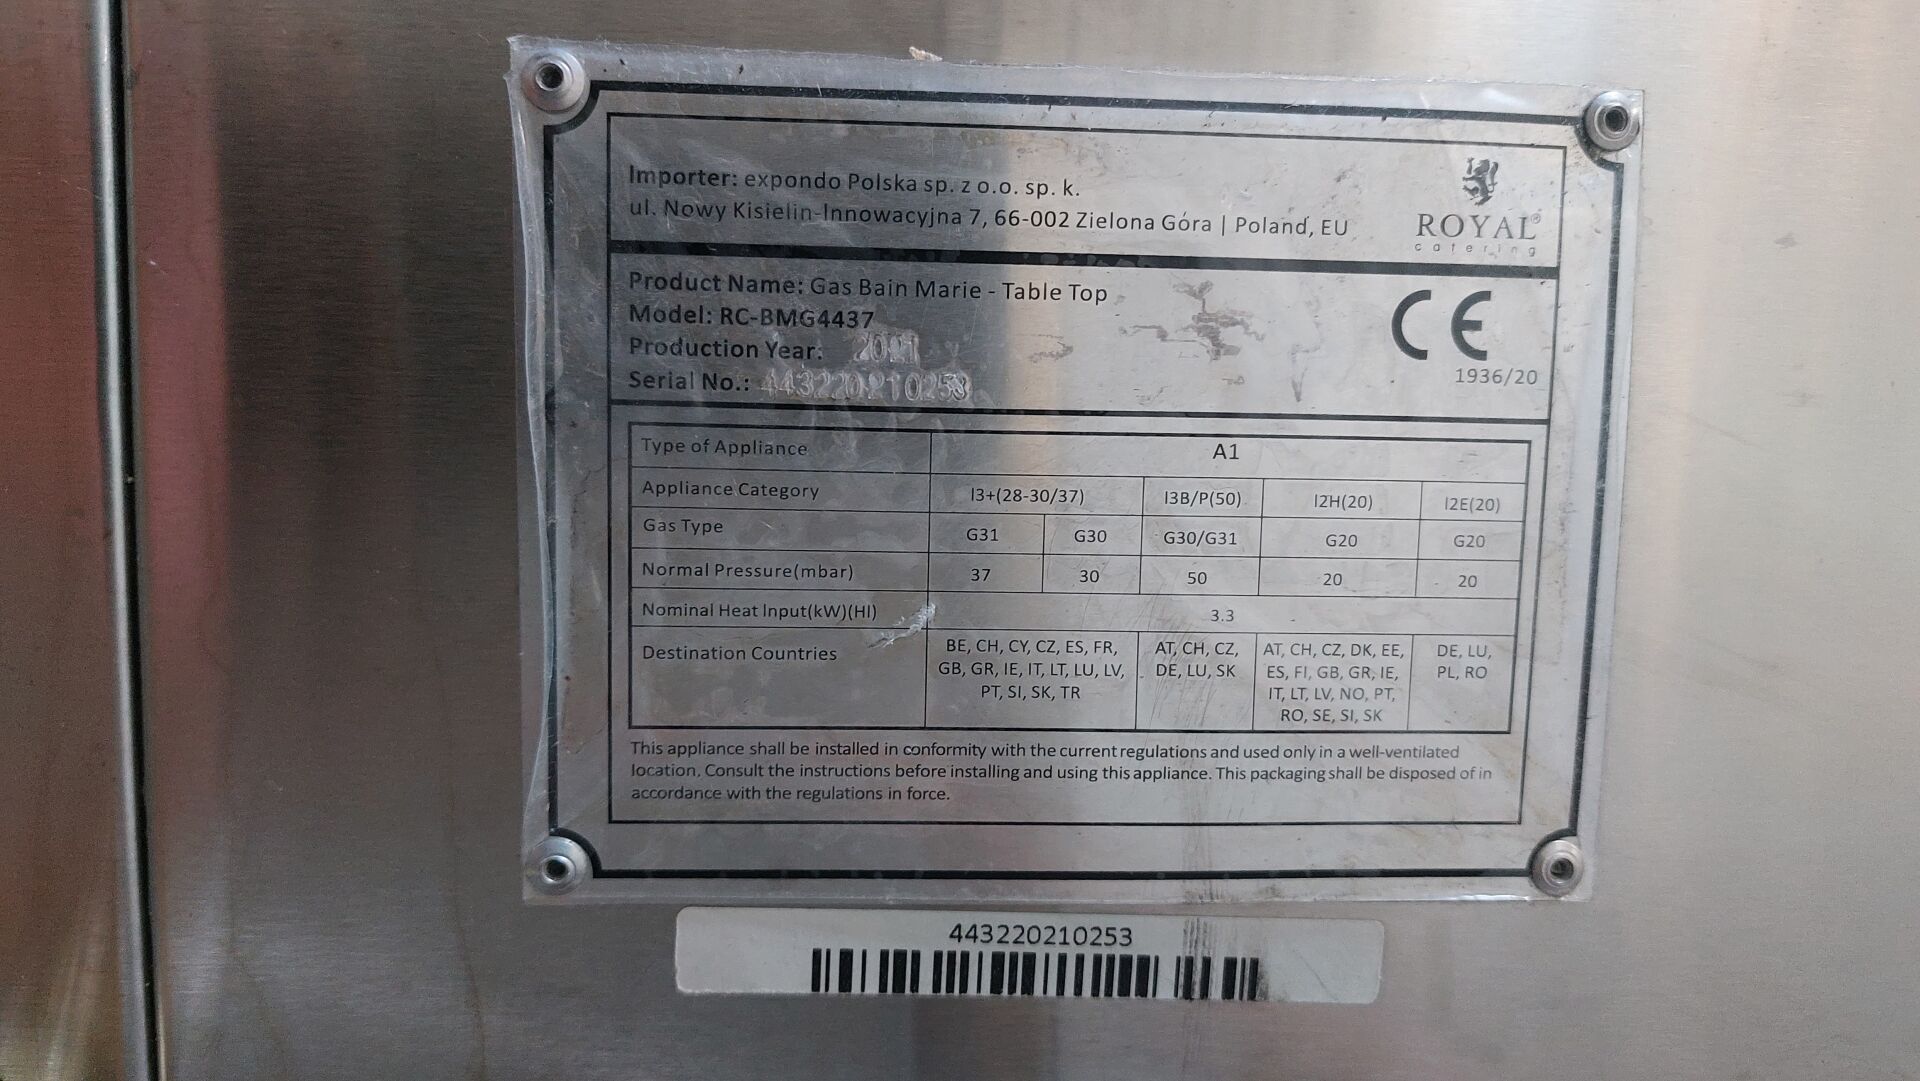 Importer: expondo Polska sp. z o.o. sp. k.
ul. Nowy Kisielin-Innowacyjna 7, 66-002 Zielona Góra | Poland, EU
ROYAL®
catering
Product Name: Gas Bain Marie - Table Top
Model: RC-BMG4437
Production Year: 2021
Serial No.: 443220210253
CE
1936/20
Type of Appliance A1
Appliance Category I3+(28-30/37) I3B/P(50) I2H(20) I2E(20)
Gas Type G31 G30 G30/G31 G20 G20
Normal Pressure(mbar) 37 30 50 20 20
Nominal Heat Input(kW)(HI) 3.3
Destination Countries
BE, CH, CY, CZ, ES, FR,
GB, GR, IE, IT, LT, LU, LV,
PT, SI, SK, TR
AT, CH, CZ,
DE, LU, SK
AT, CH, CZ, DK, EE,
ES, FI, GB, GR, IE,
IT, LT, LV, NO, PT,
RO, SE, SI, SK
DE, LU,
PL, RO
This appliance shall be installed in conformity with the current regulations and used only in a well-ventilated
location. Consult the instructions before installing and using this appliance. This packaging shall be disposed of in
accordance with the regulations in force.
443220210253